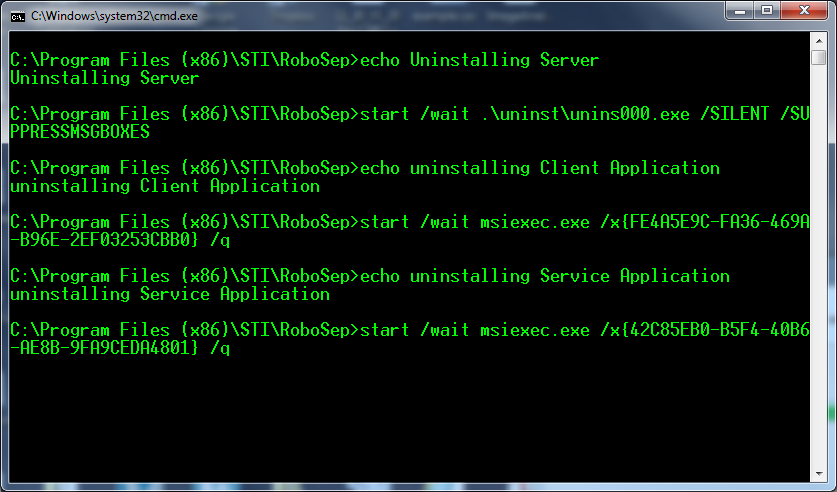 C:\Windows\system32\cmd.exe
C:\Program Files (x86)\STI\RoboSep>echo Uninstalling Server
Uninstalling Server
C:\Program Files (x86)\STI\RoboSep>start /wait .\uninst\unins000.exe /SILENT /SU
PPRESSMSGBOXES
C:\Program Files (x86)\STI\RoboSep>echo uninstalling Client Application
uninstalling Client Application
C:\Program Files (x86)\STI\RoboSep>start /wait msiexec.exe /x{FE4A5E9C-FA36-469A
-B96E-2EF03253CBB0} /q
C:\Program Files (x86)\STI\RoboSep>echo uninstalling Service Application
uninstalling Service Application
C:\Program Files (x86)\STI\RoboSep>start /wait msiexec.exe /x{42C85EB0-B5F4-40B6
-AE8B-9FA9CEDA4801} /q